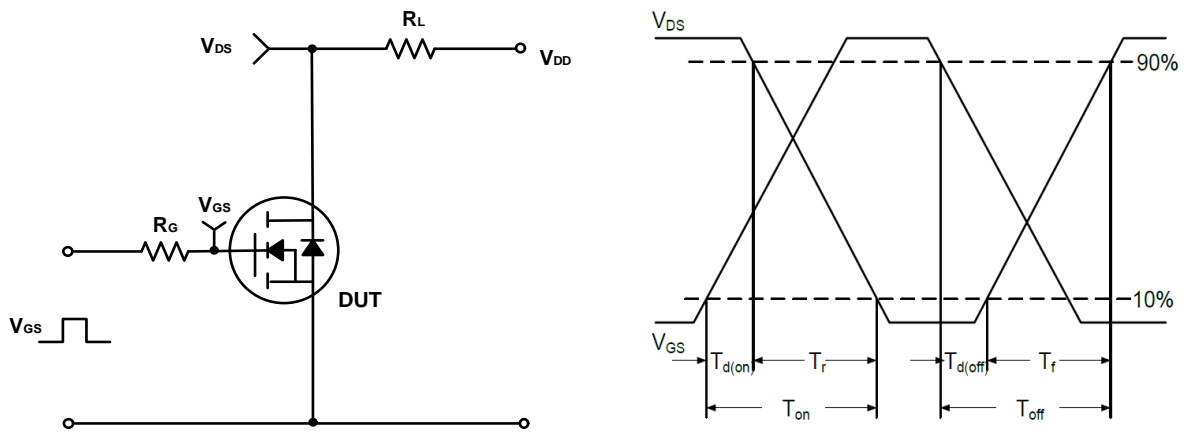 RL
VDS
VDD
RG
VGS
DUT
VGS
VDS
90%
10%
VGS
Td(on)
Tr
Td(off)
Tf
Ton
Toff